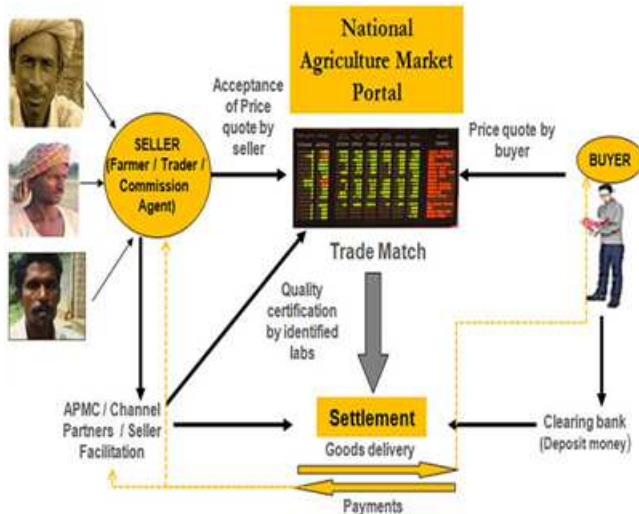 National
Agriculture Market
Portal
Acceptance
of Price
quote by
seller
SELLER
(Farmer / Trader /
Commission
Agent)
Price quote by
buyer
BUYER
Trade Match
Quality
certification
by identified
labs
APMC / Channel
Partners / Seller
Facilitation
Settlement
Clearing bank
(Deposit money)
Goods delivery
Payments